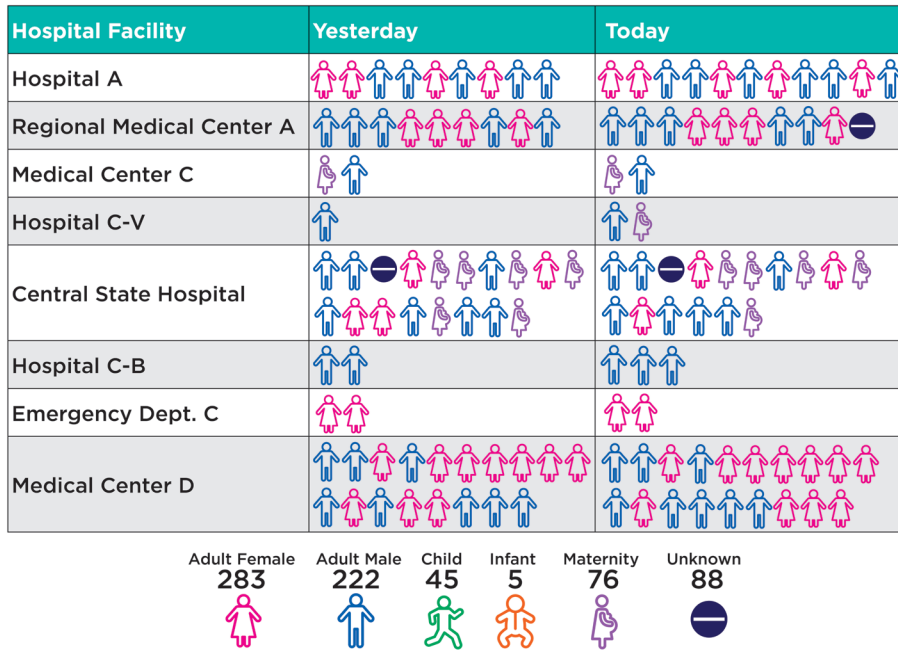 Hospital Facility Yesterday Today
Hospital A
Regional Medical Center A
Medical Center C
Hospital C-V
Central State Hospital
Hospital C-B
Emergency Dept. C
Medical Center D
Adult Female Adult Male Child Infant Maternity Unknown
283 222 45 5 76 88